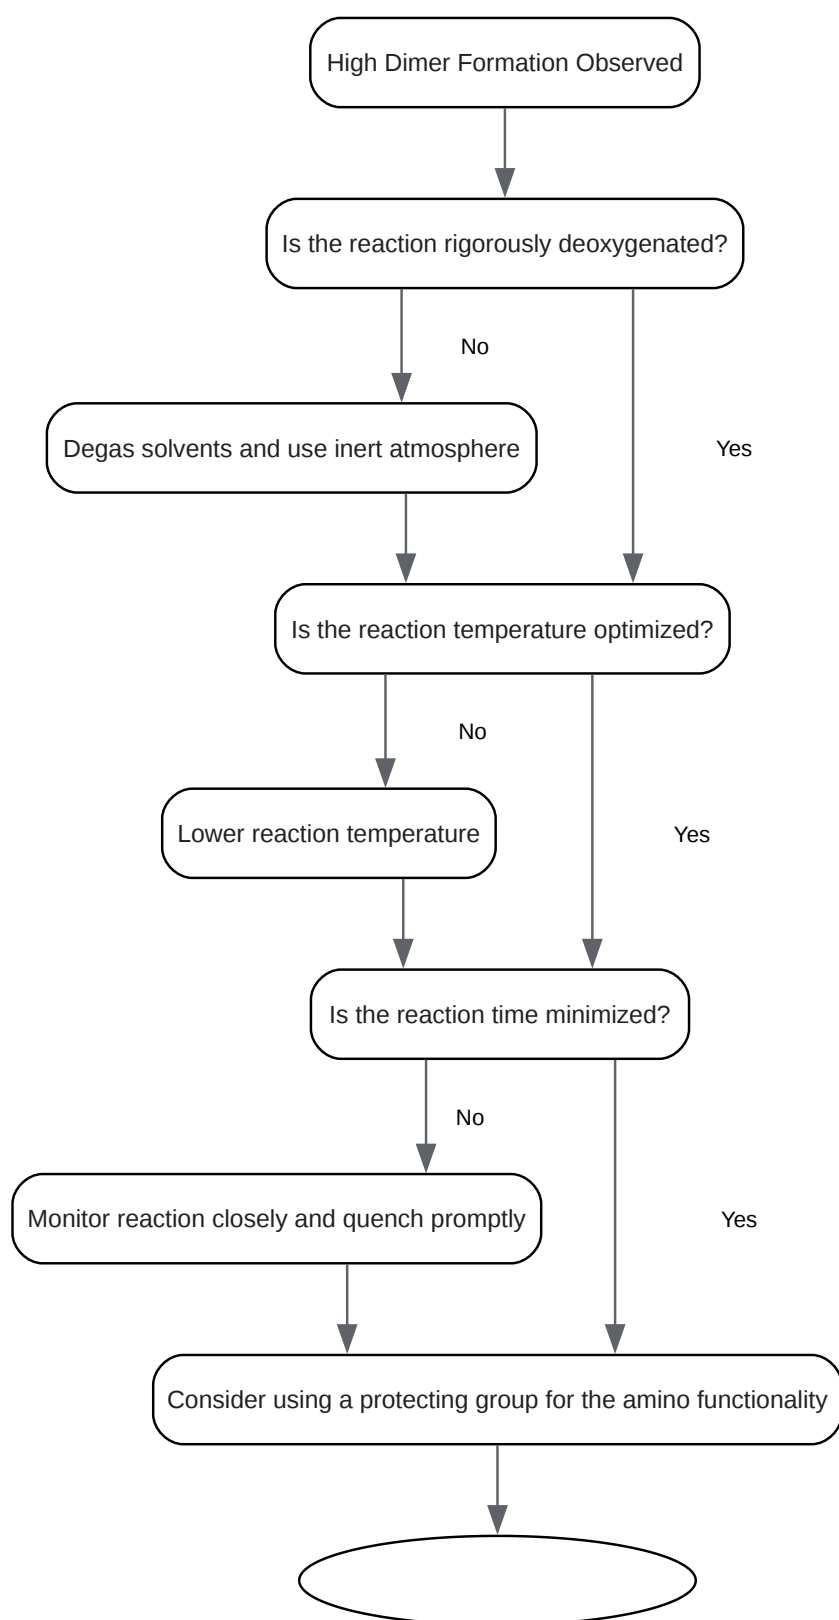 High Dimer Formation Observed
Is the reaction rigorously deoxygenated?
No
Degas solvents and use inert atmosphere
Yes
Is the reaction temperature optimized?
No
Lower reaction temperature
Yes
Is the reaction time minimized?
No
Monitor reaction closely and quench promptly
Yes
Consider using a protecting group for the amino functionality